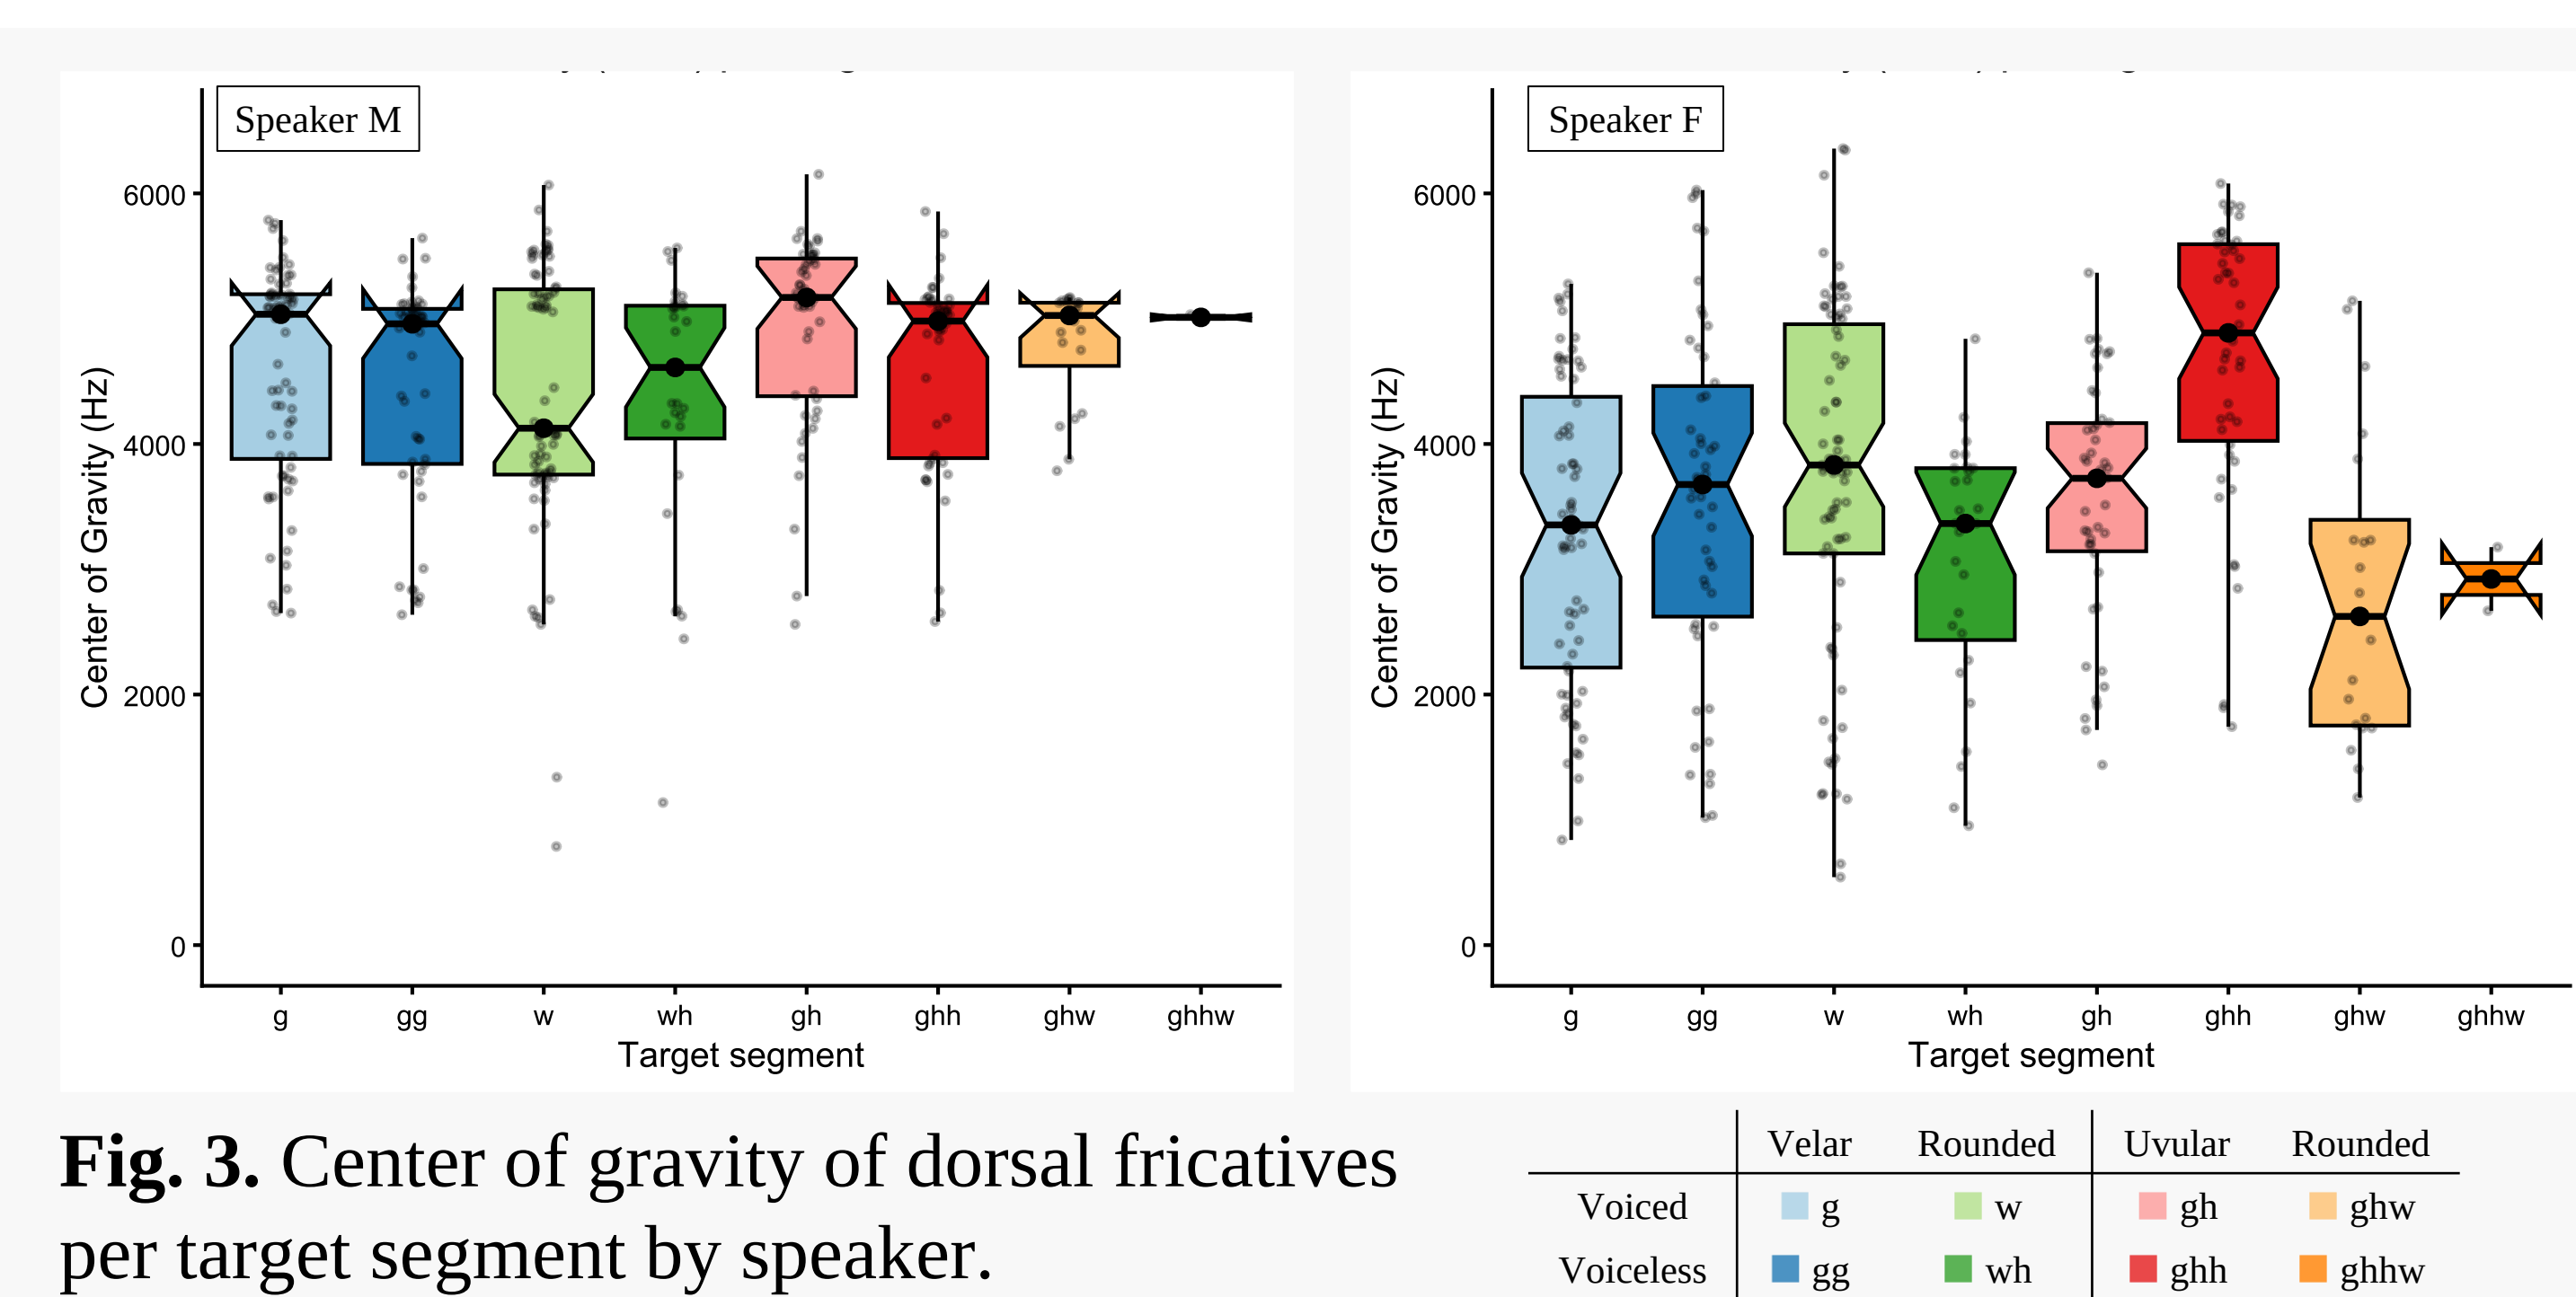 Speaker M
6000
4000
2000
0
Center of Gravity (Hz)
g gg w wh gh ghh ghw ghhw
Target segment
Speaker F
6000
4000
2000
0
Center of Gravity (Hz)
g gg w wh gh ghh ghw ghhw
Target segment
Fig. 3. Center of gravity of dorsal fricatives
per target segment by speaker.
Velar Rounded Uvular Rounded
Voiced g w gh ghw
Voiceless gg wh ghh ghhw